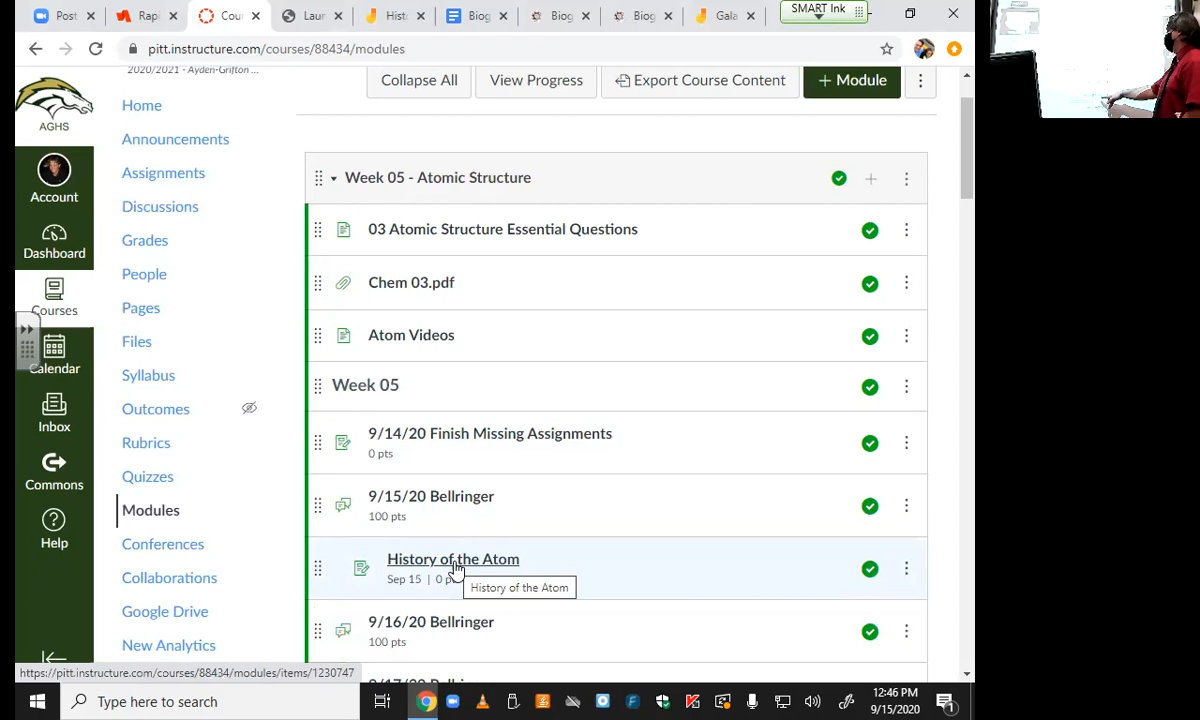 Post
Rapi
Cou
Laun
Hist
Biog
Biog
Biog
Gala
SMART Ink
pitt.instructure.com/courses/88434/modules
2020/2021 - Ayden-Grifton ...
Collapse All
View Progress
Export Course Content
+ Module
AGHS
Account
Dashboard
Courses
Calendar
Inbox
Commons
Help
Home
Announcements
Assignments
Discussions
Grades
People
Pages
Files
Syllabus
Outcomes
Rubrics
Quizzes
Modules
Conferences
Collaborations
Google Drive
New Analytics
Week 05 - Atomic Structure
03 Atomic Structure Essential Questions
Chem 03.pdf
Atom Videos
Week 05
9/14/20 Finish Missing Assignments
0 pts
9/15/20 Bellringer
100 pts
History of the Atom
Sep 15 | 0 p
History of the Atom
9/16/20 Bellringer
100 pts
https://pitt.instructure.com/courses/88434/modules/items/1230747
Type here to search
12:46 PM
9/15/2020
1